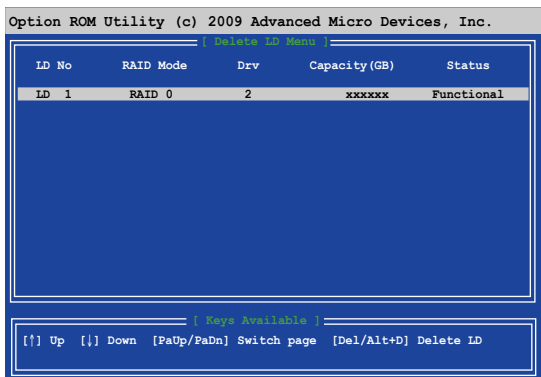 Option ROM Utility (c) 2009 Advanced Micro Devices, Inc.
[ Delete LD Menu ]
LD No RAID Mode Drv Capacity(GB) Status
LD 1 RAID 0 2 xxxxxx Functional
[ Keys Available ]
[↑] Up [↓] Down [PaUp/PaDn] Switch page [Del/Alt+D] Delete LD